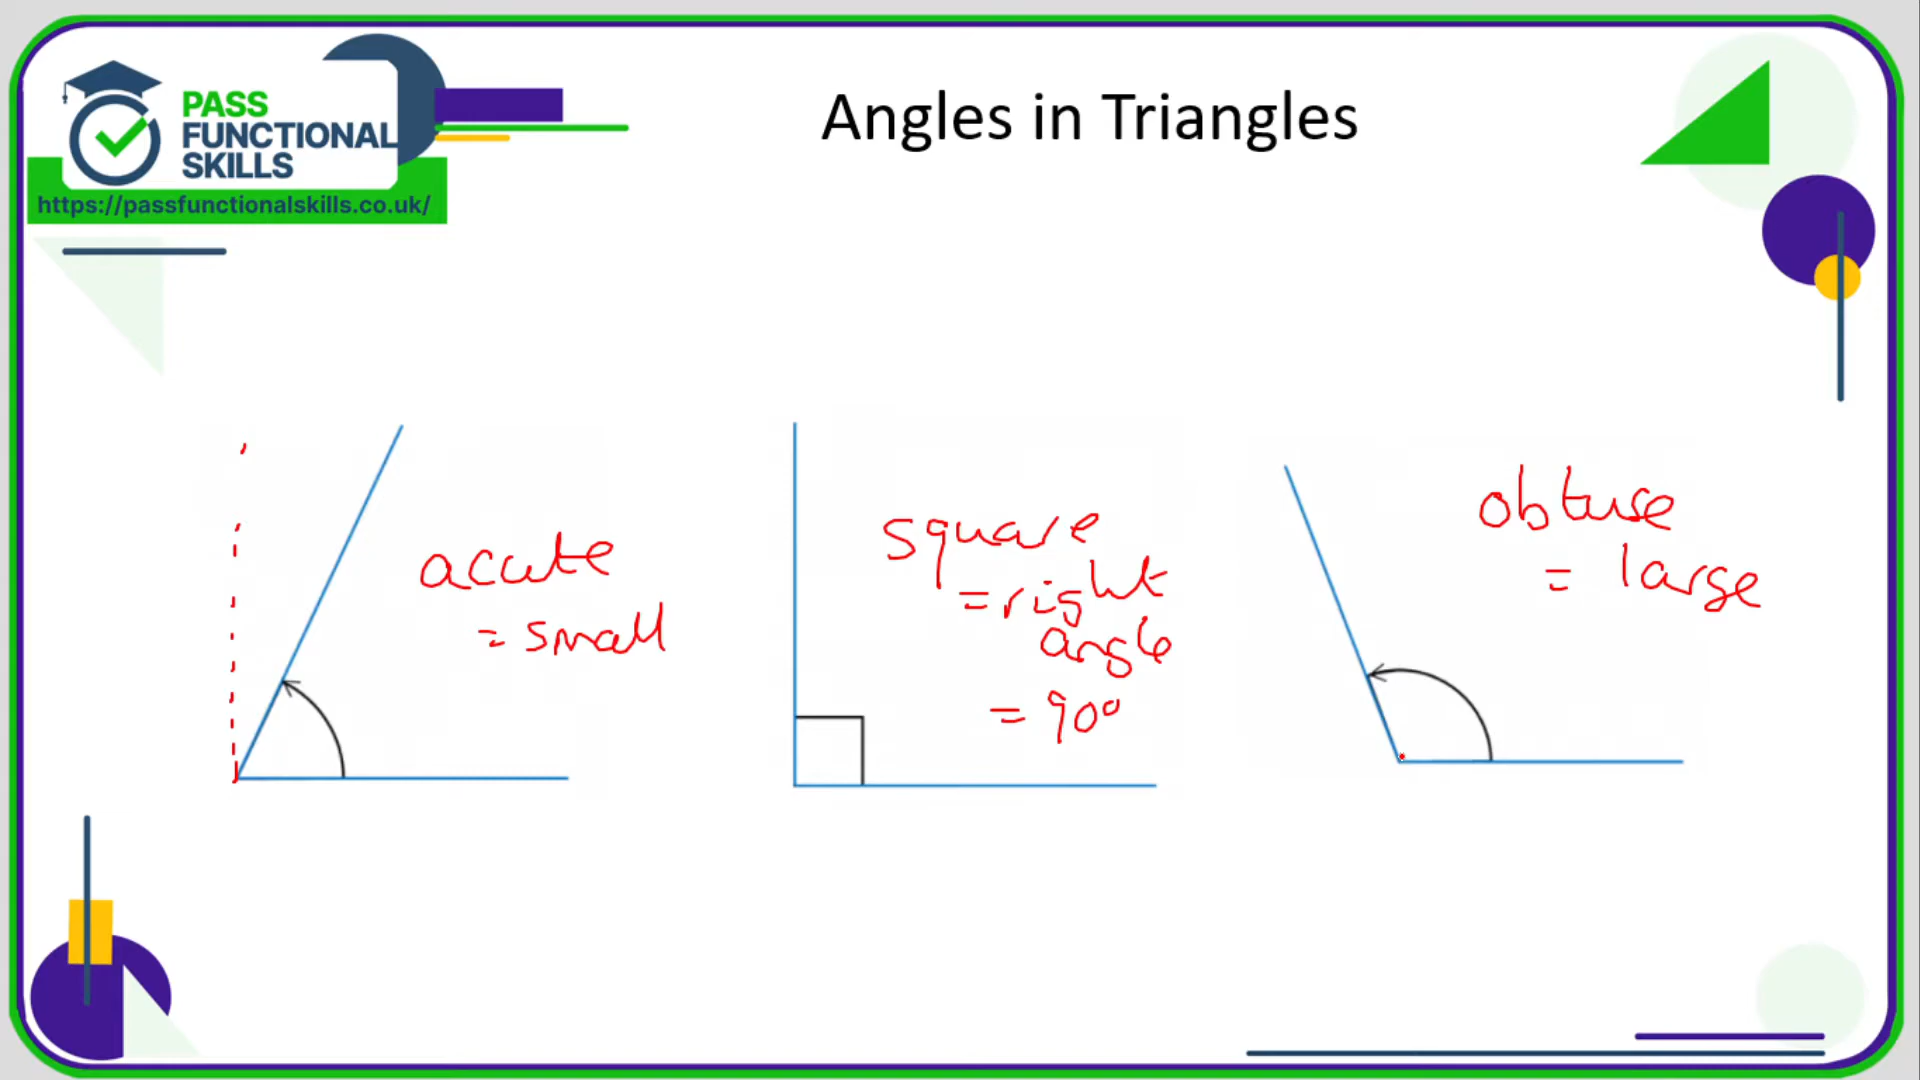 PASS
FUNCTIONAL
SKILLS
https://passfunctionalskills.co.uk/
Angles in Triangles
acute
= small
square
= right
angle
= 90°
obtuse
= large